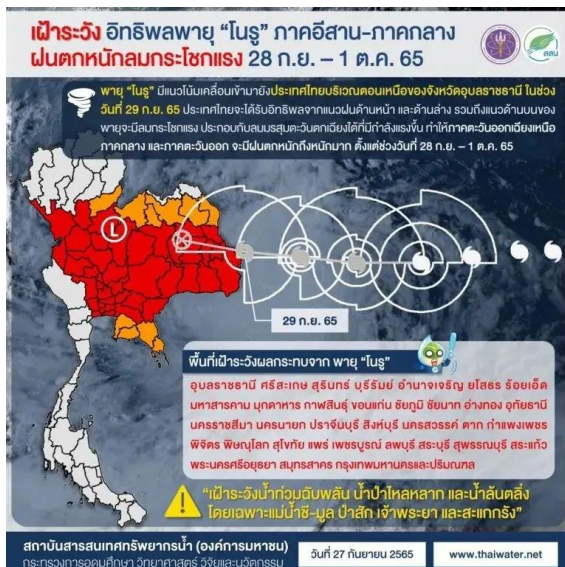 เฝ้าระวัง อิทธิพลพายุ “โนรู” ภาคอีสาน-ภาคกลาง
ฝนตกหนักลมกระโชกแรง 28 ก.ย. – 1 ต.ค. 65
สสน
พายุ “โนรู” มีแนวโน้มเคลื่อนเข้ามายังประเทศไทยบริเวณตอนเหนือของจังหวัดอุบลราชธานี ในช่วง
วันที่ 29 ก.ย. 65 ประเทศไทยจะได้รับอิทธิพลจากแนวฝนด้านหน้า และด้านล่าง รวมถึงแนวด้านบนของ
พายุจะมีลมกระโชกแรง ประกอบกับลมมรสุมตะวันตกเฉียงใต้ที่มีกำลังแรงขึ้น ทำให้ภาคตะวันออกเฉียงเหนือ
ภาคกลาง และภาคตะวันออก จะมีฝนตกหนักถึงหนักมาก ตั้งแต่ช่วงวันที่ 28 ก.ย. – 1 ต.ค. 65
L
29 ก.ย. 65
พื้นที่เฝ้าระวังผลกระทบจาก พายุ “โนรู”
อุบลราชธานี ศรีสะเกษ สุรินทร์ บุรีรัมย์ อำนาจเจริญ ยโสธร ร้อยเอ็ด
มหาสารคาม มุกดาหาร กาฬสินธุ์ ขอนแก่น ชัยภูมิ ชัยนาท อ่างทอง อุทัยธานี
นครราชสีมา นครนายก ปราจีนบุรี สิงห์บุรี นครสวรรค์ ตาก กำแพงเพชร
พิจิตร พิษณุโลก สุโขทัย แพร่ เพชรบูรณ์ ลพบุรี สระบุรี สุพรรณบุรี สระแก้ว
พระนครศรีอยุธยา สมุทรสาคร กรุงเทพมหานครและปริมณฑล
“เฝ้าระวังน้ำท่วมฉับพลัน น้ำป่าไหลหลาก และน้ำล้นตลิ่ง
โดยเฉพาะแม่น้ำชี-มูล ป่าสัก เจ้าพระยา และสะแกกรัง”
สถาบันสารสนเทศทรัพยากรน้ำ (องค์การมหาชน)
กระทรวงการอุดมศึกษา วิทยาศาสตร์ วิจัยและนวัตกรรม
วันที่ 27 กันยายน 2565
www.thaiwater.net